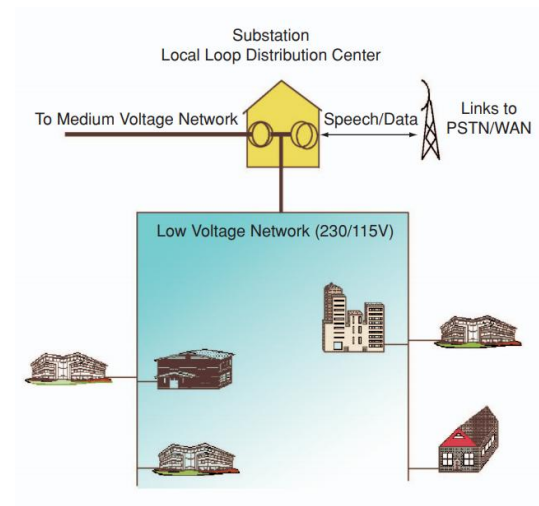 Substation
Local Loop Distribution Center
To Medium Voltage Network
Speech/Data
Links to
PSTN/WAN
Low Voltage Network (230/115V)